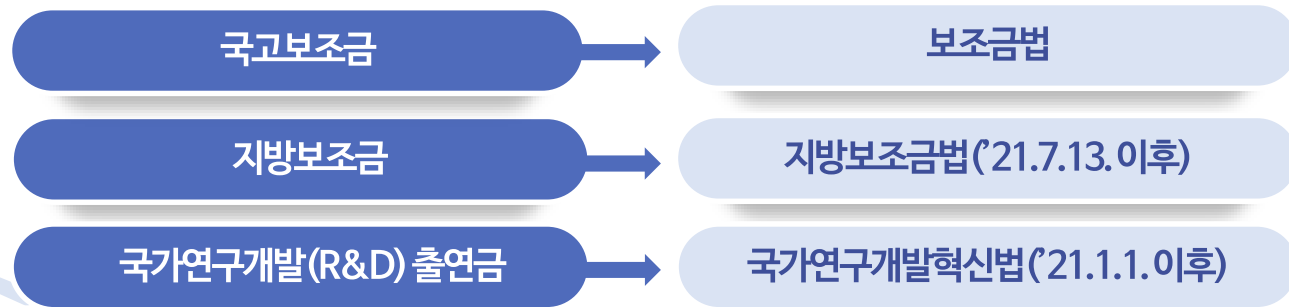 국고보조금
보조금법
지방보조금
지방보조금법(’21.7.13. 이후)
국가연구개발(R&D) 출연금
국가연구개발혁신법(’21.1.1. 이후)